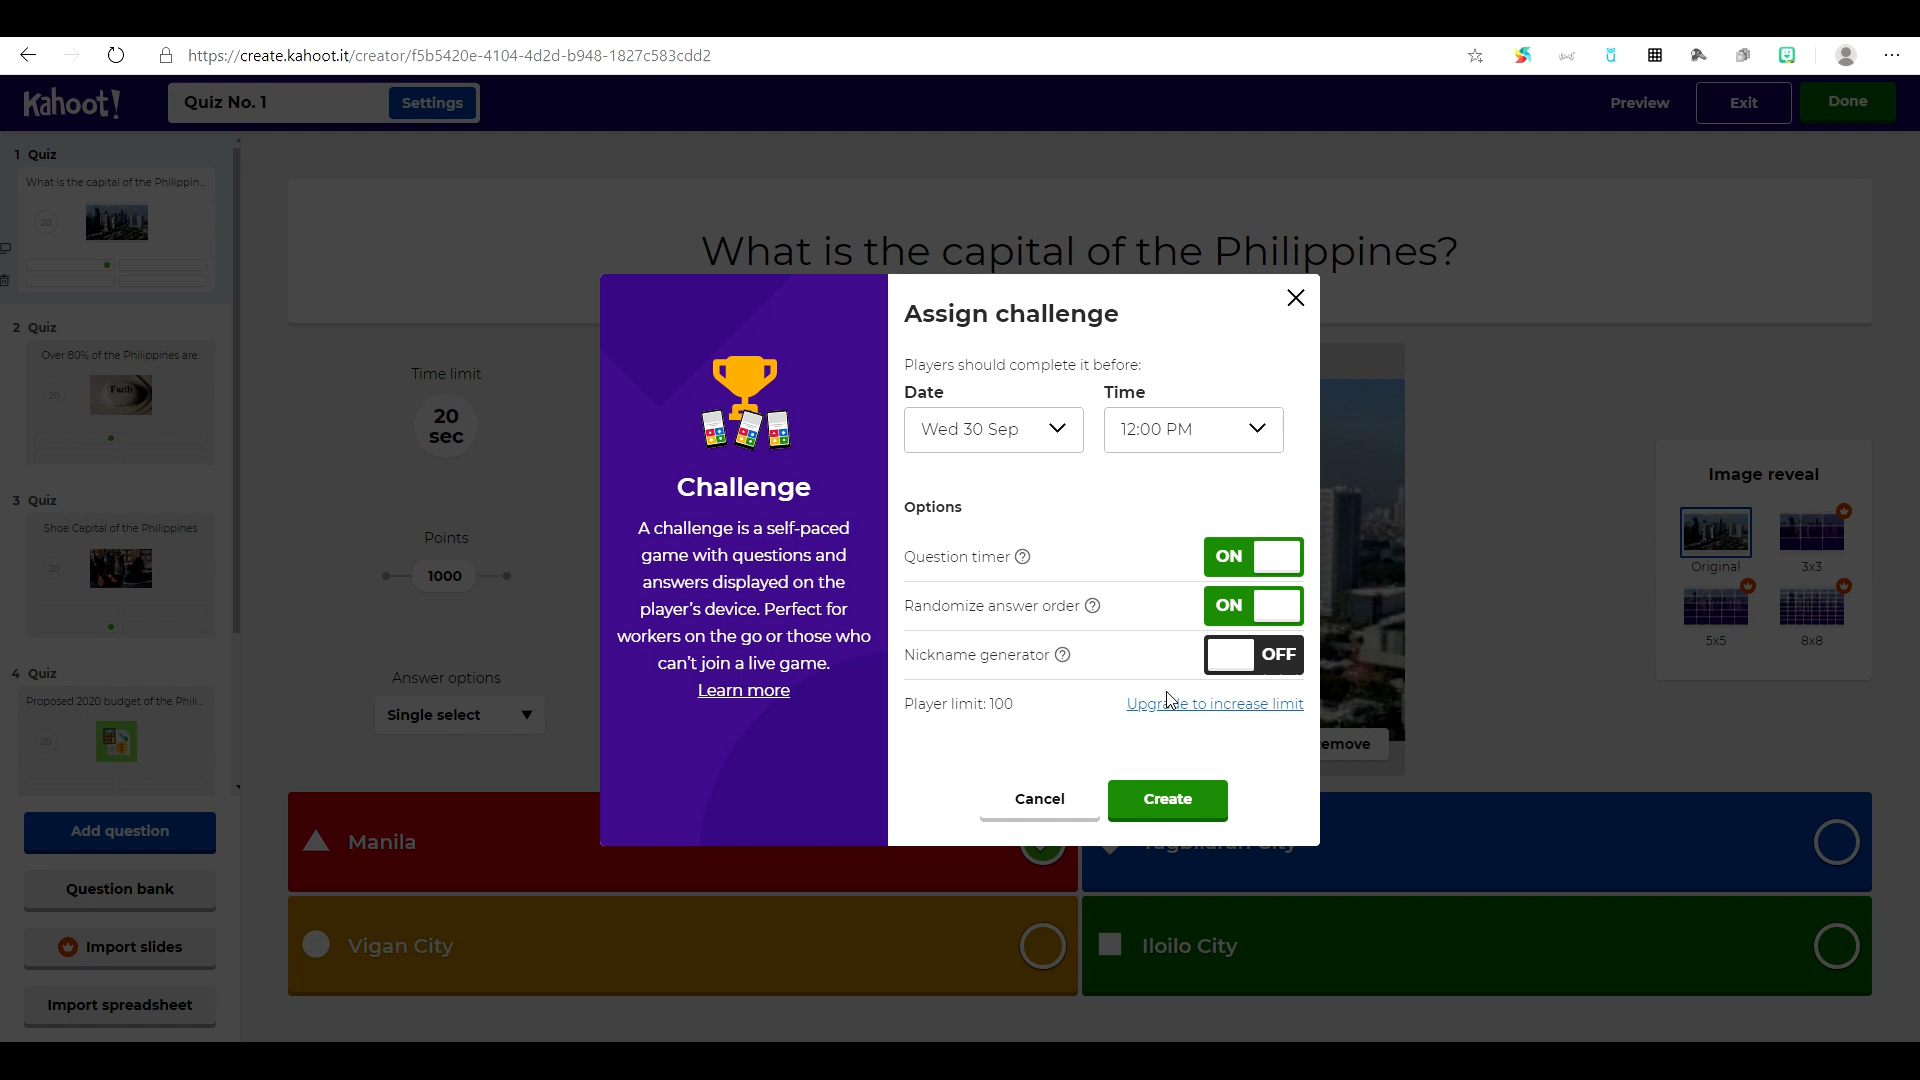 https://create.kahoot.it/creator/f5b5420e-4104-4d2d-b948-1827c583cdd2
Kahoot!
Quiz No. 1
Settings
Preview
Exit
Done
1 Quiz
What is the capital of the Philippin...
20
2 Quiz
Over 80% of the Philippines are:
20
Faith
3 Quiz
Shoe Capital of the Philippines
20
4 Quiz
Proposed 2020 budget of the Phili...
20
Add question
Question bank
Import slides
Import spreadsheet
What is the capital of the Philippines?
Time limit
20
sec
Points
1000
Answer options
Single select
Challenge
A challenge is a self-paced
game with questions and
answers displayed on the
player's device. Perfect for
workers on the go or those who
can't join a live game.
Learn more
Assign challenge
Players should complete it before:
Date
Time
Wed 30 Sep
12:00 PM
Options
Question timer
ON
Randomize answer order
ON
Nickname generator
OFF
Player limit: 100
Upgrade to increase limit
Cancel
Create
Image reveal
Original
3x3
5x5
8x8
emove
Manila
Tagbilaran City
Vigan City
Iloilo City